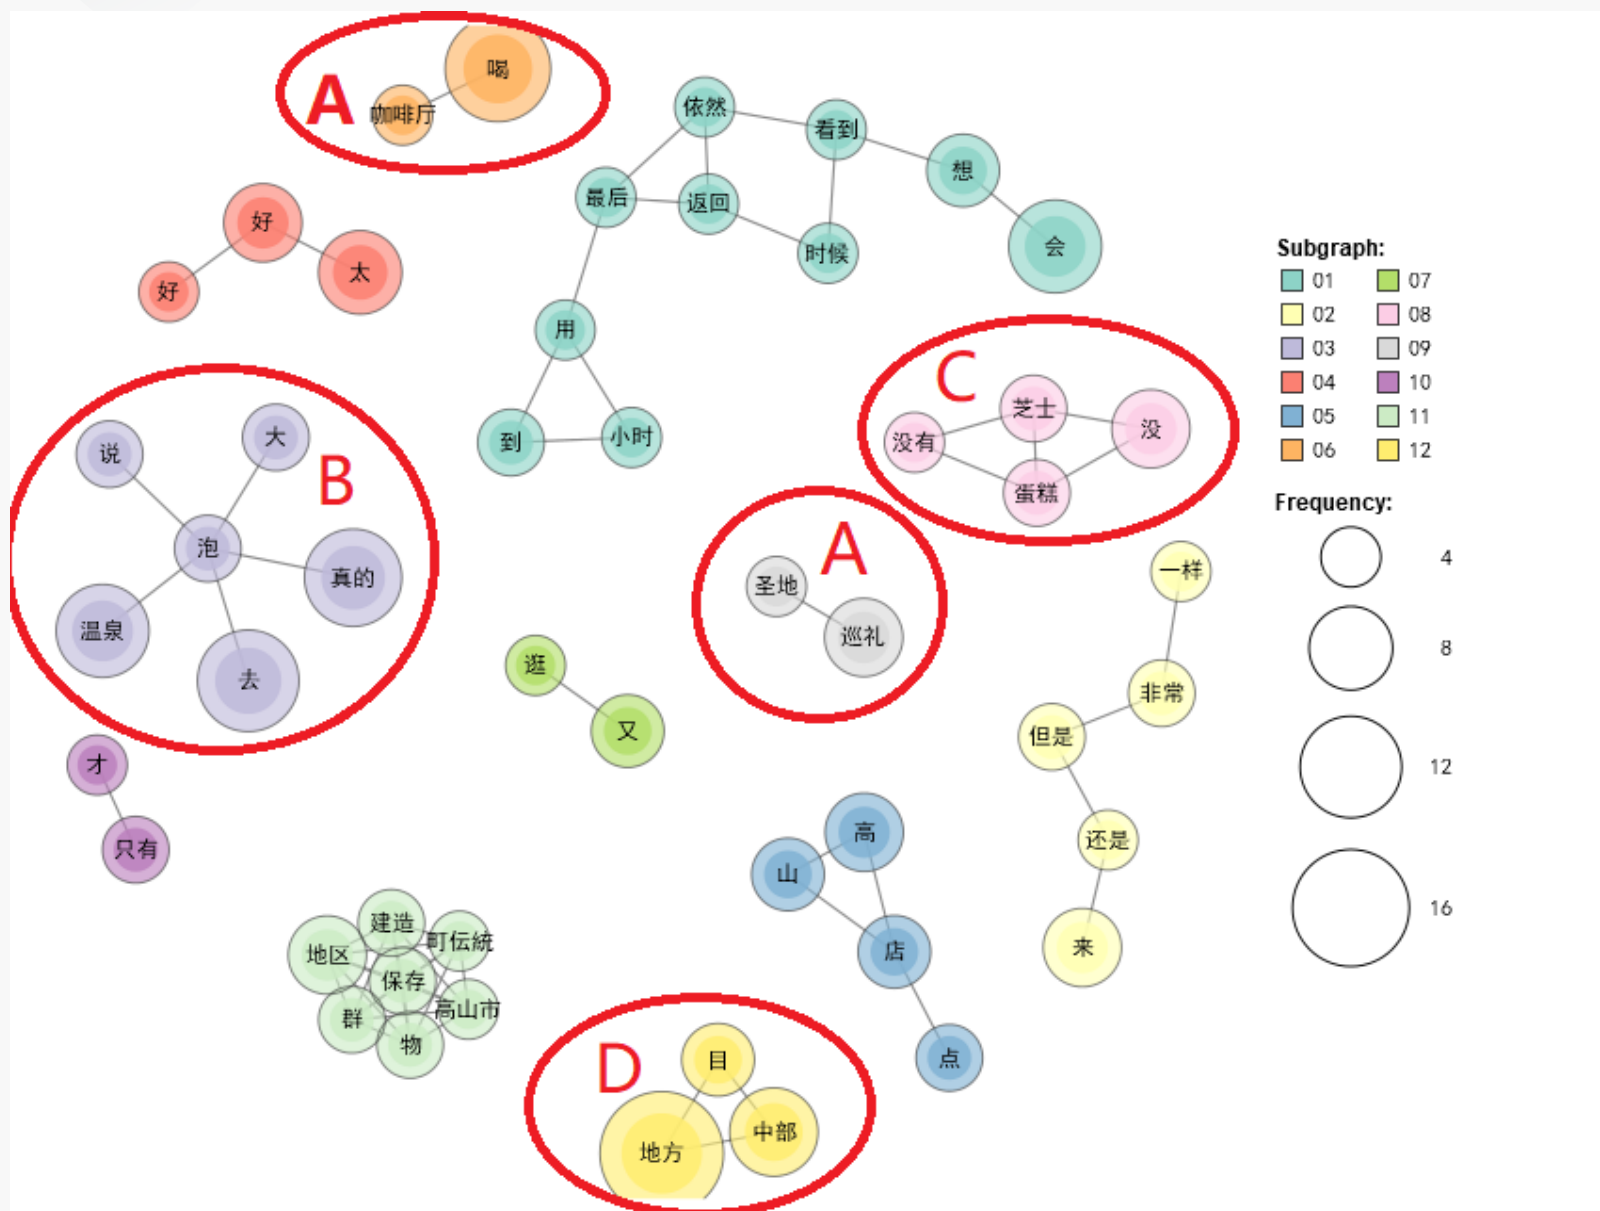 A
喝
咖啡厅
依然
看到
想
最后
返回
时候
会
好
太
好
用
到
小时
C
芝士
没有
没
蛋糕
B
说
大
泡
真的
温泉
去
A
圣地
巡礼
一样
非常
但是
还是
来
逛
又
才
只有
高
山
店
点
建造
町伝統
地区
保存
群
高山市
物
D
目
地方
中部
Subgraph:
01 07
02 08
03 09
04 10
05 11
06 12
Frequency:
4
8
12
16